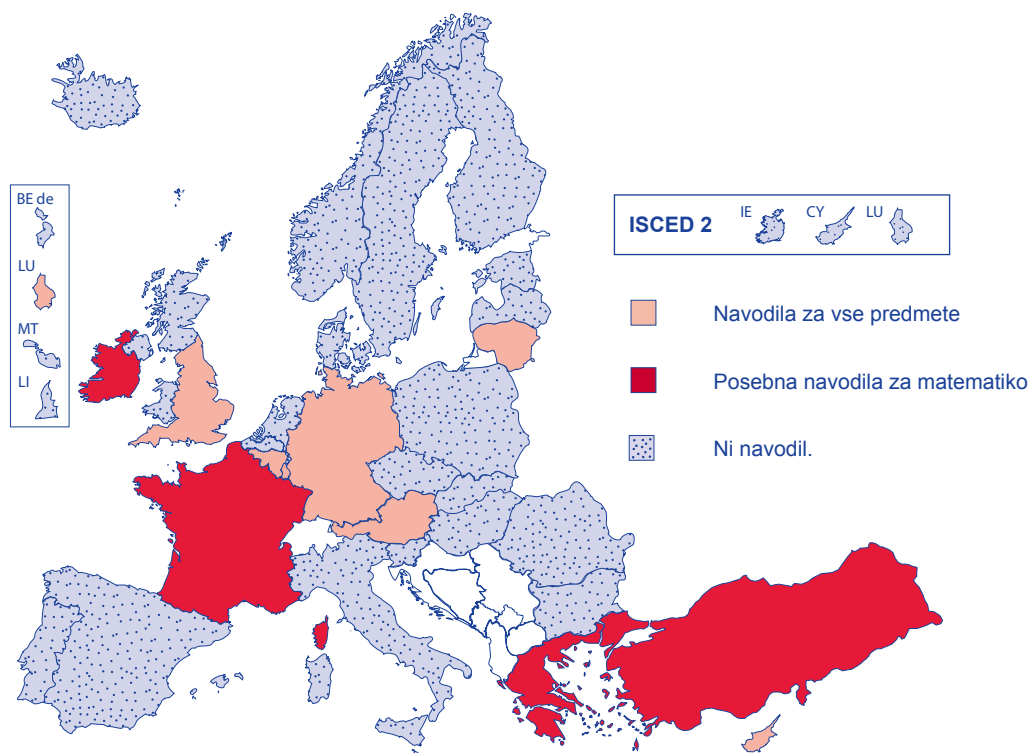 BE de
LU
MT
LI
ISCED 2
IE CY LU
Navodila za vse predmete
Posebna navodila za matematiko
Ni navodil.